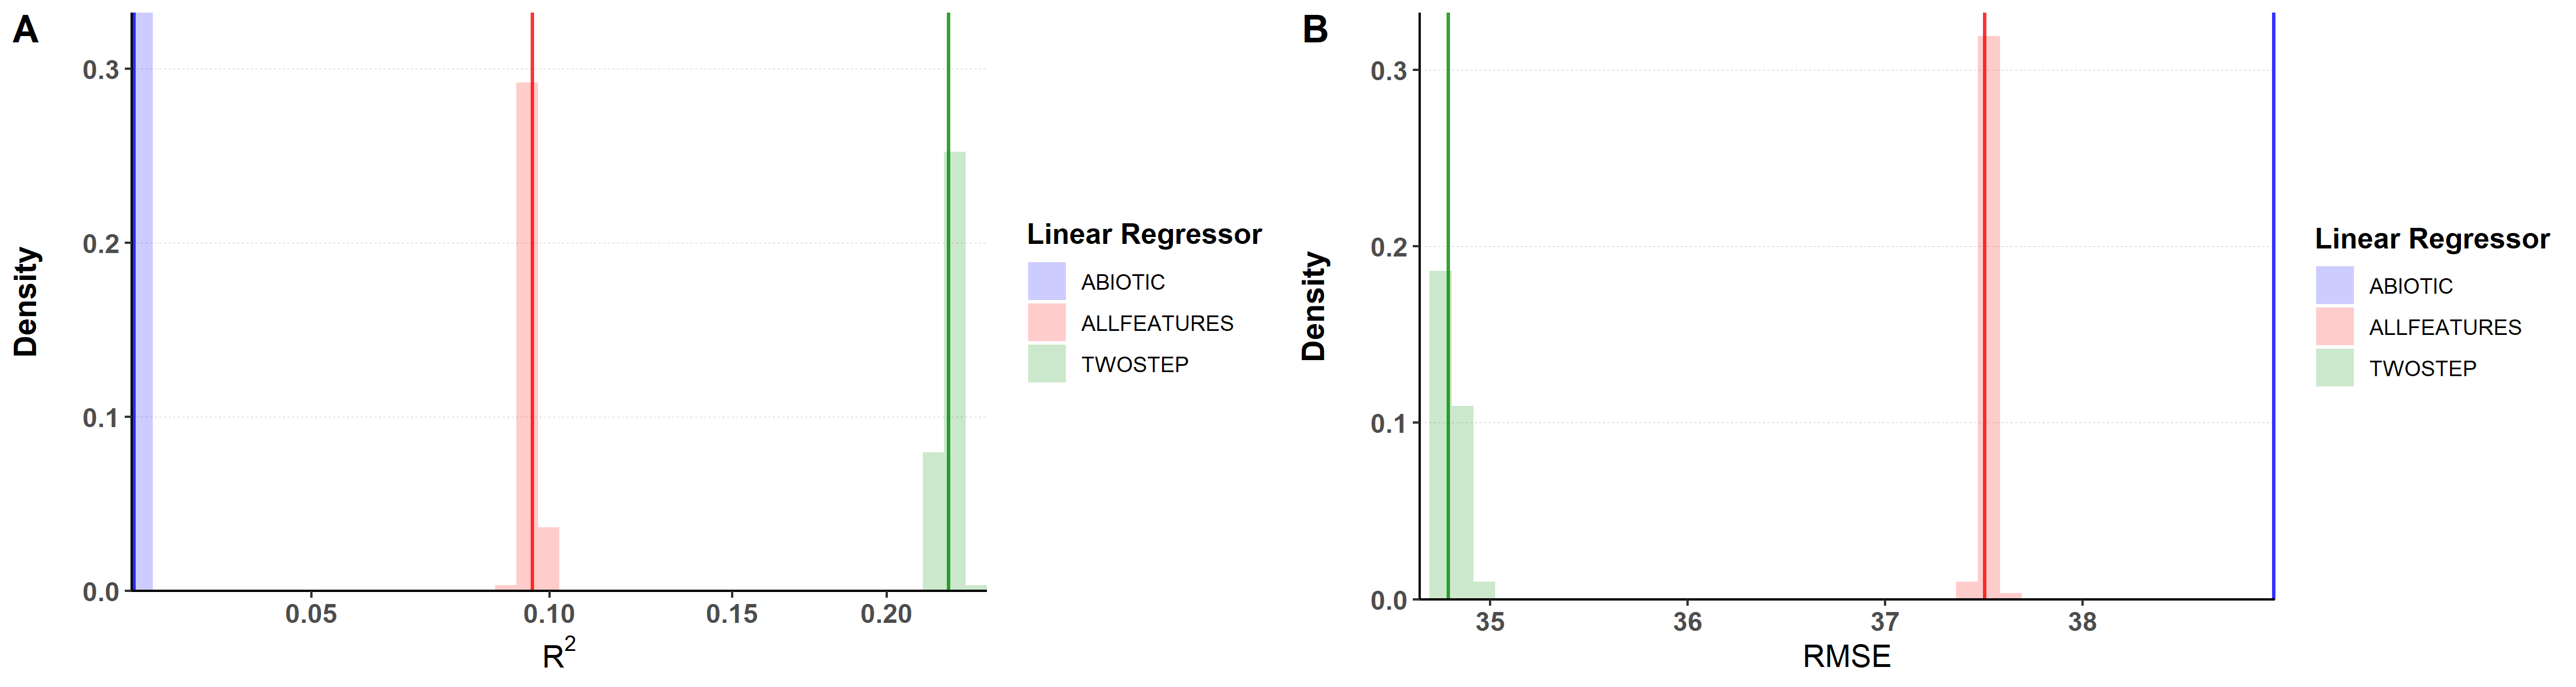 A
Density
0.3
0.2
0.1
0.0
0.05 0.10 0.15 0.20
R²
Linear Regressor
ABIOTIC
ALLFEATURES
TWOSTEP
B
Density
0.3
0.2
0.1
0.0
35 36 37 38
RMSE
Linear Regressor
ABIOTIC
ALLFEATURES
TWOSTEP